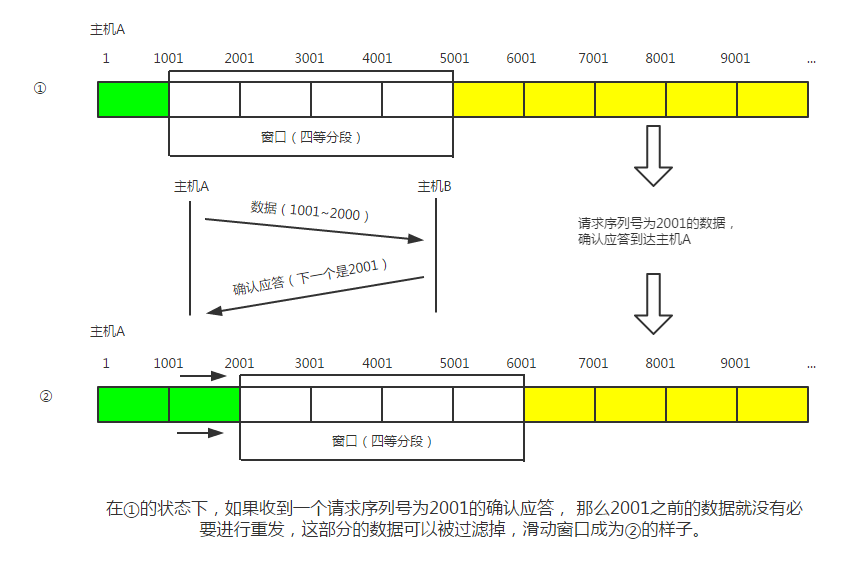 主机A
1 1001 2001 3001 4001 5001 6001 7001 8001 9001 ...
①
窗口（四等分段）
主机A 主机B
数据（1001~2000）
请求序列号为2001的数据，
确认应答到达主机A
确认应答（下一个是2001）
主机A
1 1001 2001 3001 4001 5001 6001 7001 8001 9001 ...
②
窗口（四等分段）
在①的状态下，如果收到一个请求序列号为2001的确认应答， 那么2001之前的数据就没有必
要进行重发，这部分的数据可以被过滤掉，滑动窗口成为②的样子。